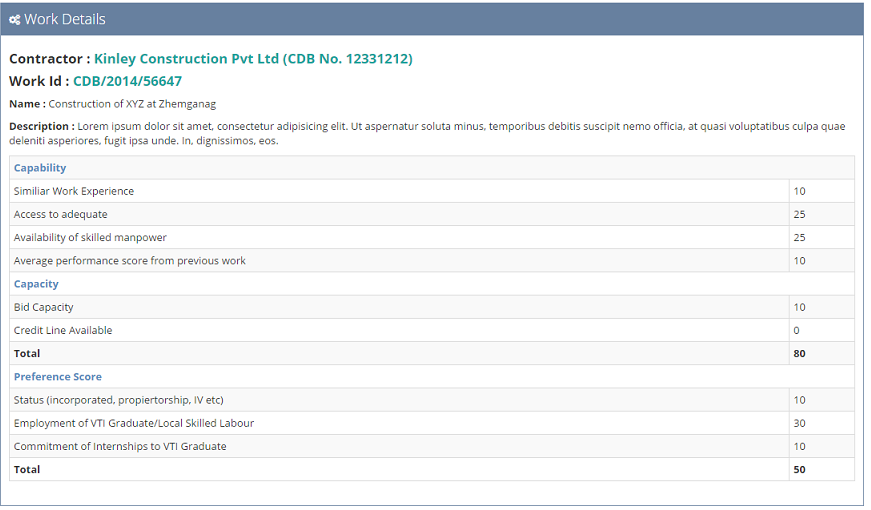 Work Details
Contractor : Kinley Construction Pvt Ltd (CDB No. 12331212)
Work Id : CDB/2014/56647
Name : Construction of XYZ at Zhemganag
Description : Lorem ipsum dolor sit amet, consectetur adipisicing elit. Ut aspernatur soluta minus, temporibus debitis suscipit nemo officia, at quasi voluptatibus culpa quae
deleniti asperiores, fugit ipsa unde. In, dignissimos, eos.
Capability
Similiar Work Experience 10
Access to adequate 25
Availability of skilled manpower 25
Average performance score from previous work 10
Capacity
Bid Capacity 10
Credit Line Available 0
Total 80
Preference Score
Status (incorporated, propiertorship, IV etc) 10
Employment of VTI Graduate/Local Skilled Labour 30
Commitment of Internships to VTI Graduate 10
Total 50